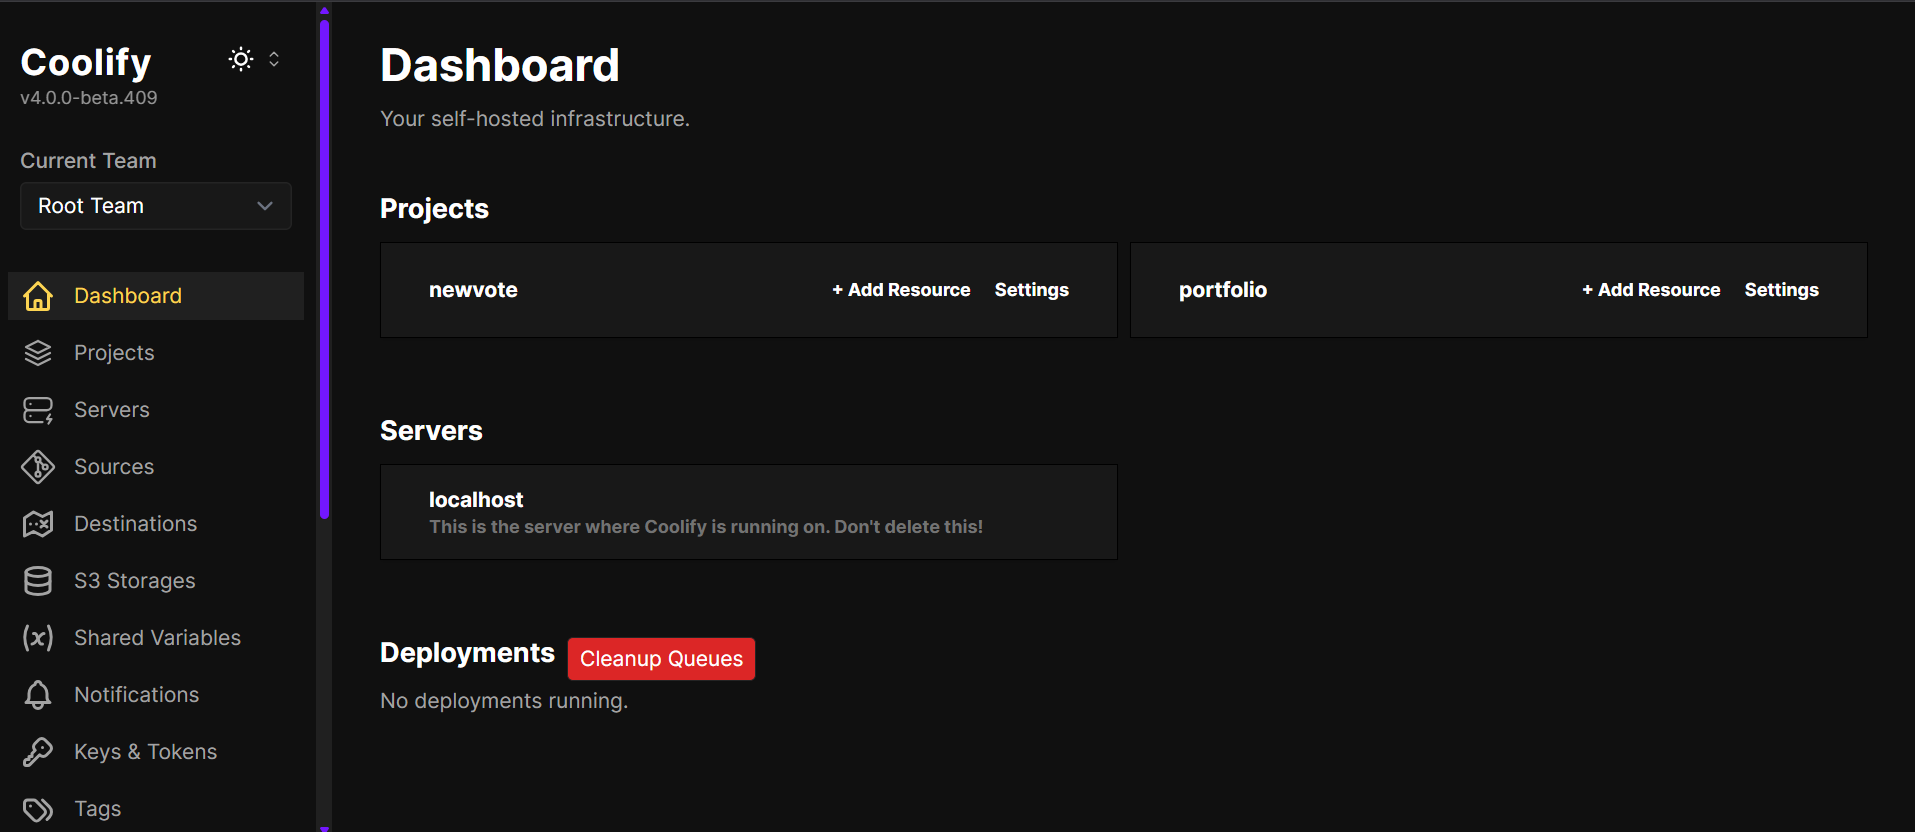 Coolify
v4.0.0-beta.409
Current Team
Root Team
Dashboard
Projects
Servers
Sources
Destinations
S3 Storages
Shared Variables
Notifications
Keys & Tokens
Tags
Dashboard
Your self-hosted infrastructure.
Projects
newvote + Add Resource Settings
portfolio + Add Resource Settings
Servers
localhost
This is the server where Coolify is running on. Don't delete this!
Deployments Cleanup Queues
No deployments running.